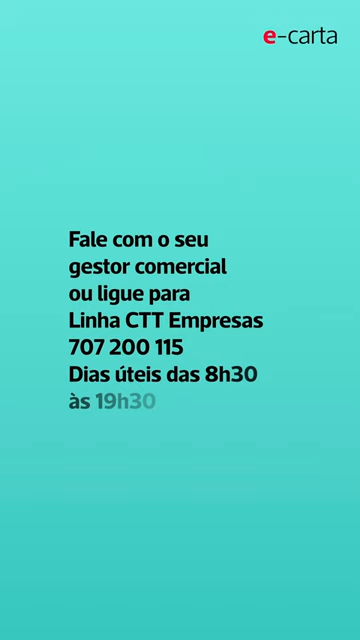 e-carta
Fale com o seu
gestor comercial
ou ligue para
Linha CTT Empresas
707 200 115
Dias úteis das 8h30
às 19h30